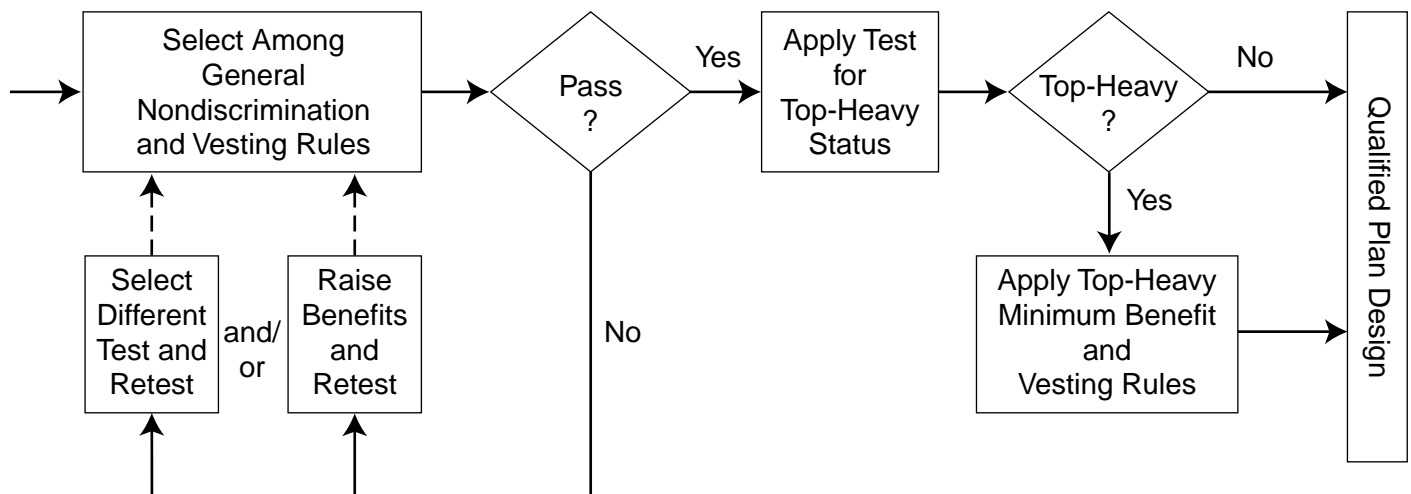 Select Among
General
Nondiscrimination
and Vesting Rules
Pass
?
Yes
No
Apply Test
for
Top-Heavy
Status
Top-Heavy
?
No
Yes
Apply Top-Heavy
Minimum Benefit
and
Vesting Rules
Qualified Plan Design
Select
Different
Test and
Retest
and/
or
Raise
Benefits
and
Retest